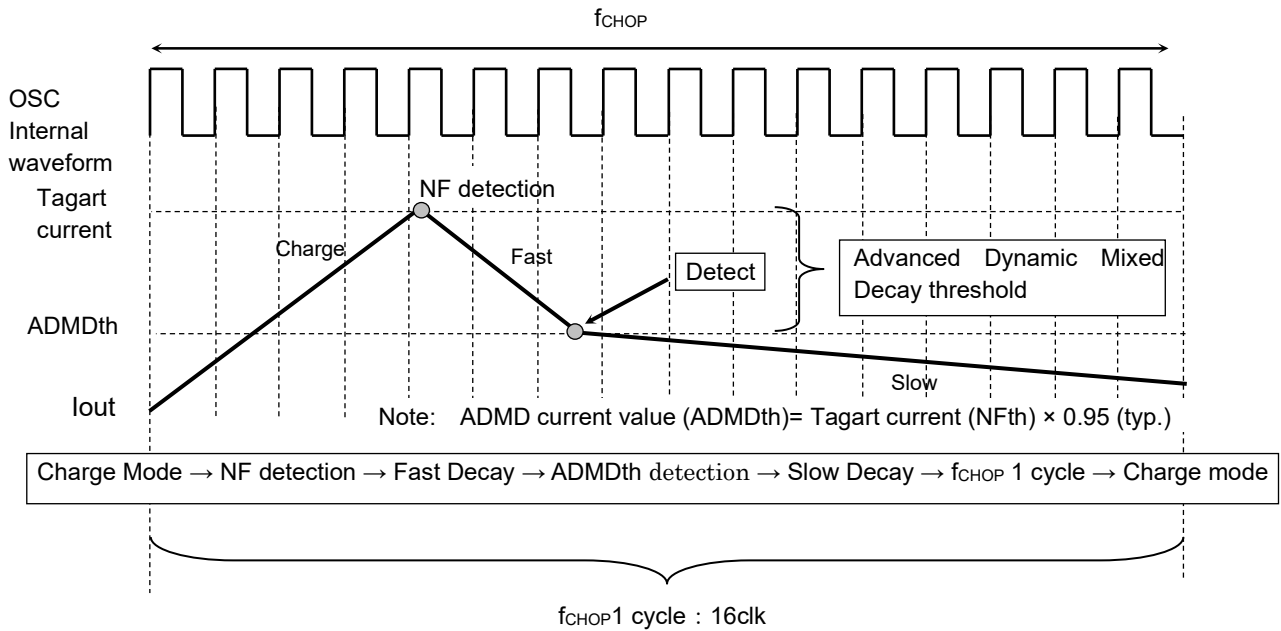 fCHOP
OSC
Internal
waveform
Tagart
current
NF detection
Charge
Fast
Detect
Advanced Dynamic Mixed
Decay threshold
ADMDth
Slow
Iout
Note: ADMD current value (ADMDth)= Tagart current (NFth) × 0.95 (typ.)
Charge Mode → NF detection → Fast Decay → ADMDth detection → Slow Decay → fCHOP 1 cycle → Charge mode
fCHOP1 cycle : 16clk